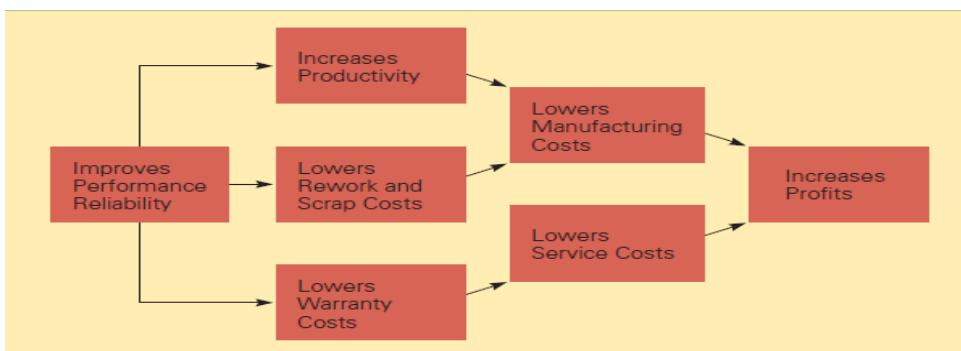 Improves
Performance
Reliability
Increases
Productivity
Lowers
Rework and
Scrap Costs
Lowers
Warranty
Costs
Lowers
Manufacturing
Costs
Lowers
Service Costs
Increases
Profits